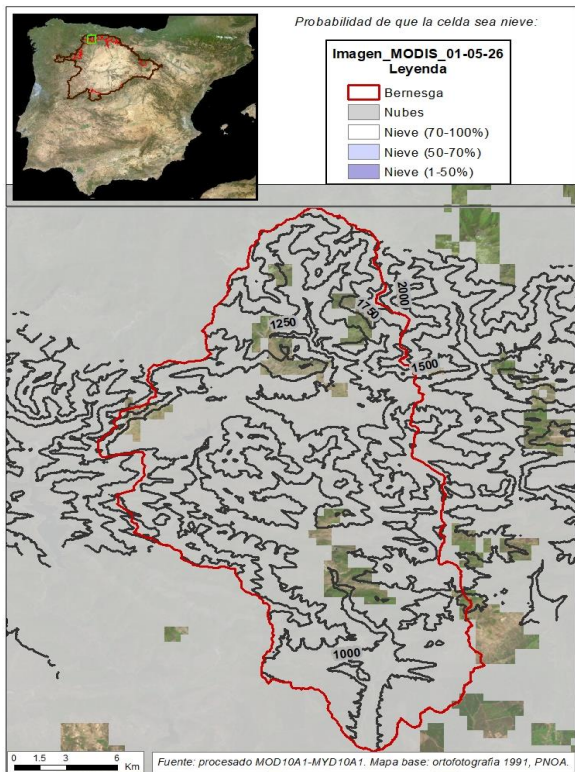 Probabilidad de que la celda sea nieve:
Imagen_MODIS_01-05-26
Leyenda
Bernesga
Nubes
Nieve (70-100%)
Nieve (50-70%)
Nieve (1-50%)
2000
1750
1250
1500
1000
0 1.5 3 6
Km
Fuente: procesado MOD10A1-MYD10A1. Mapa base: ortofotografia 1991, PNOA.